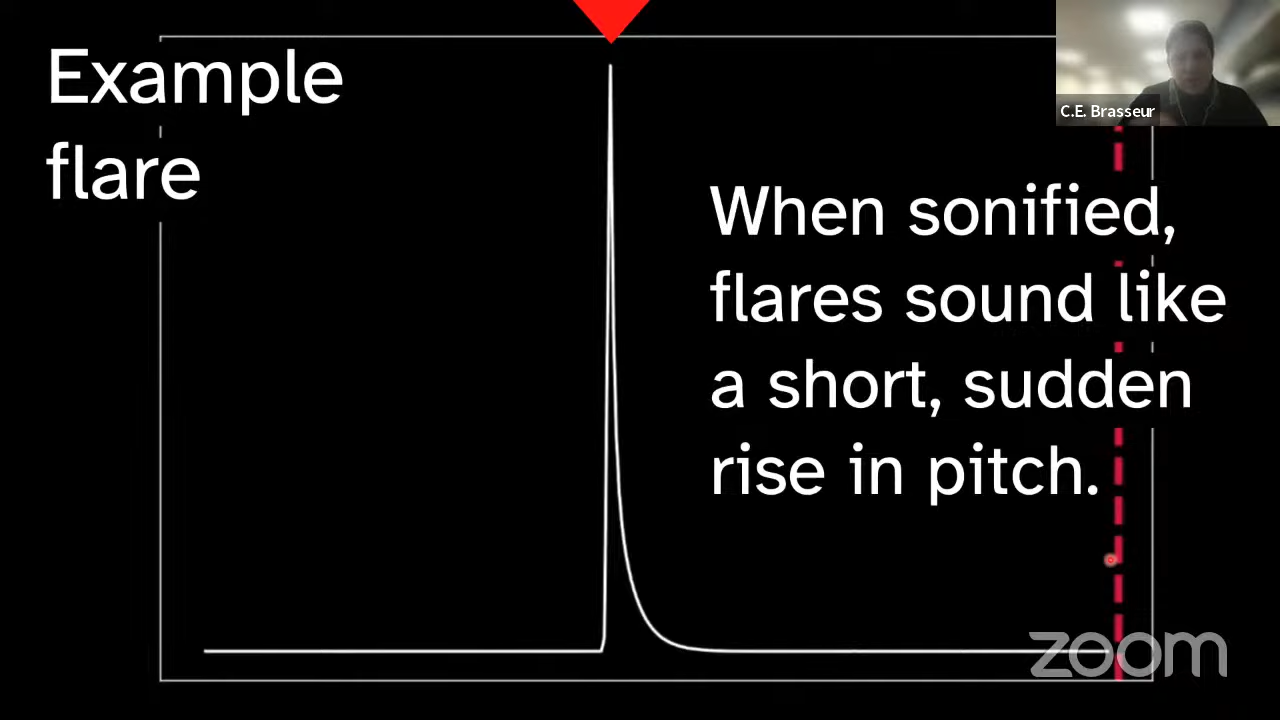 Example
flare
C.E. Brasseur
When sonified,
flares sound like
a short, sudden
rise in pitch.
zoom